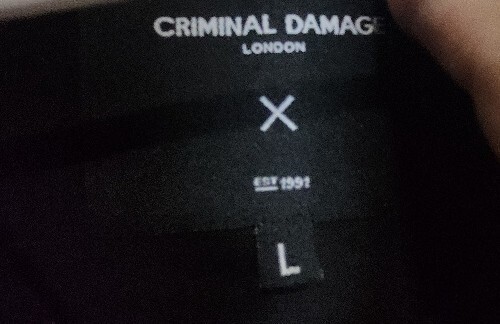 CRIMINAL DAMAGE
LONDON
X
EST 1991
L